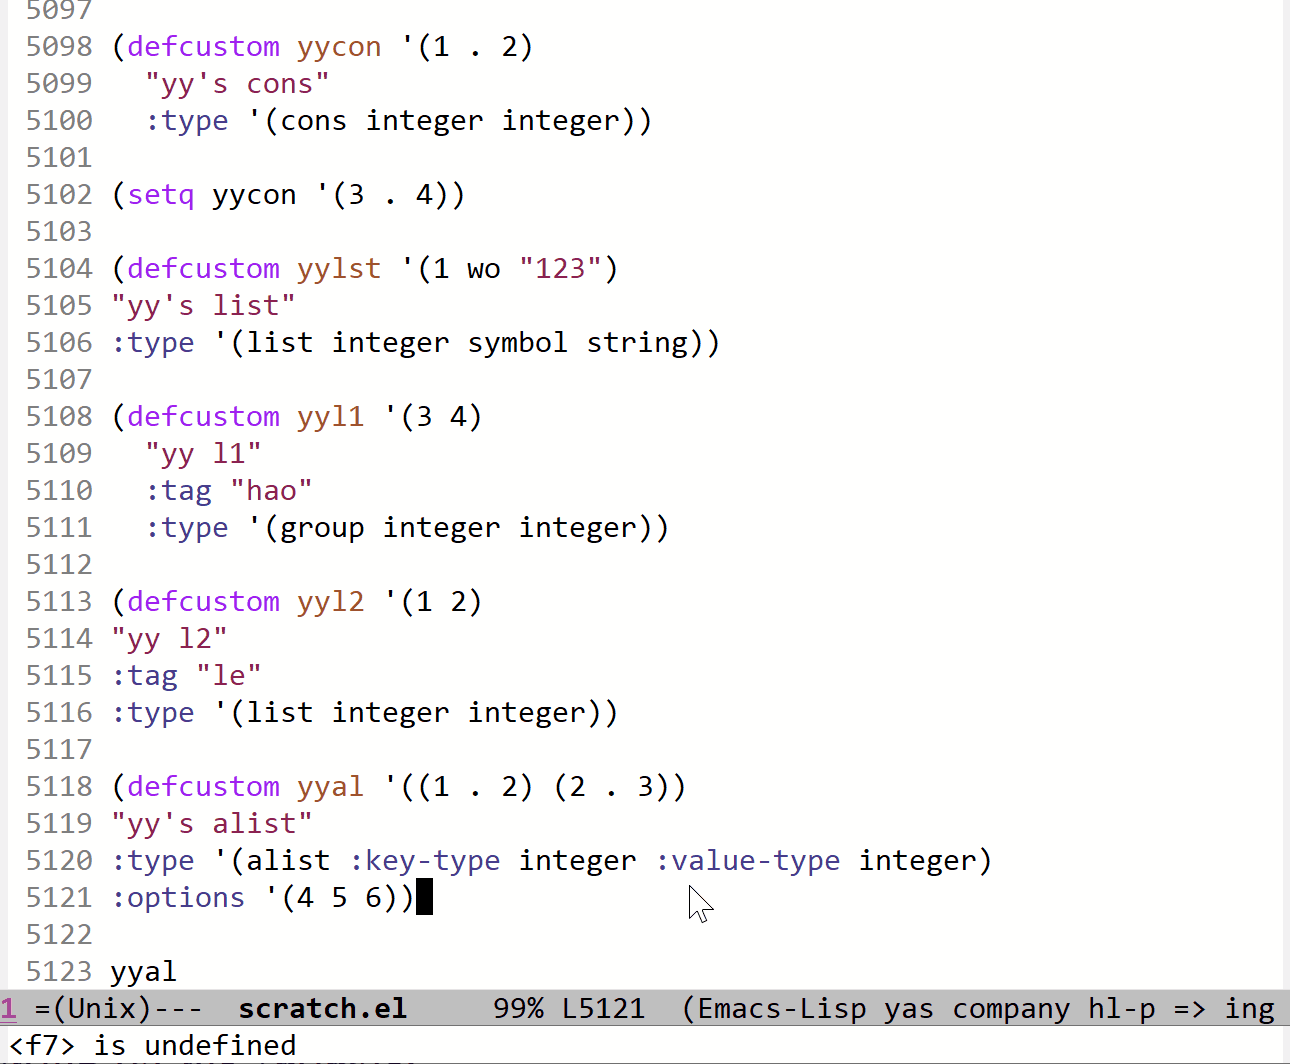 5097
5098 (defcustom yycon '(1 . 2)
5099   "yy's cons"
5100   :type '(cons integer integer))
5101
5102 (setq yycon '(3 . 4))
5103
5104 (defcustom yylst '(1 wo "123")
5105 "yy's list"
5106 :type '(list integer symbol string))
5107
5108 (defcustom yyl1 '(3 4)
5109   "yy l1"
5110   :tag "hao"
5111   :type '(group integer integer))
5112
5113 (defcustom yyl2 '(1 2)
5114 "yy l2"
5115 :tag "le"
5116 :type '(list integer integer))
5117
5118 (defcustom yyal '((1 . 2) (2 . 3))
5119 "yy's alist"
5120 :type '(alist :key-type integer :value-type integer)
5121 :options '(4 5 6))
5122
5123 yyal
1 =(Unix)---  scratch.el     99% L5121  (Emacs-Lisp yas company hl-p => ing
<f7> is undefined